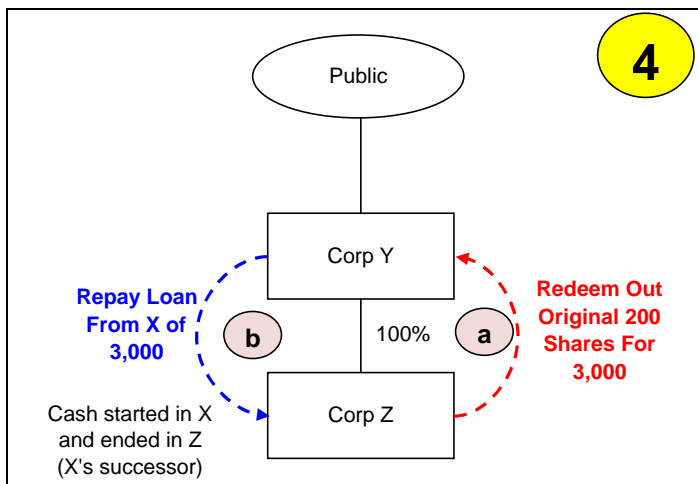 4
Public
Corp Y
Repay Loan
From X of
3,000
b
100%
a
Redeem Out
Original 200
Shares For
3,000
Corp Z
Cash started in X
and ended in Z
(X's successor)